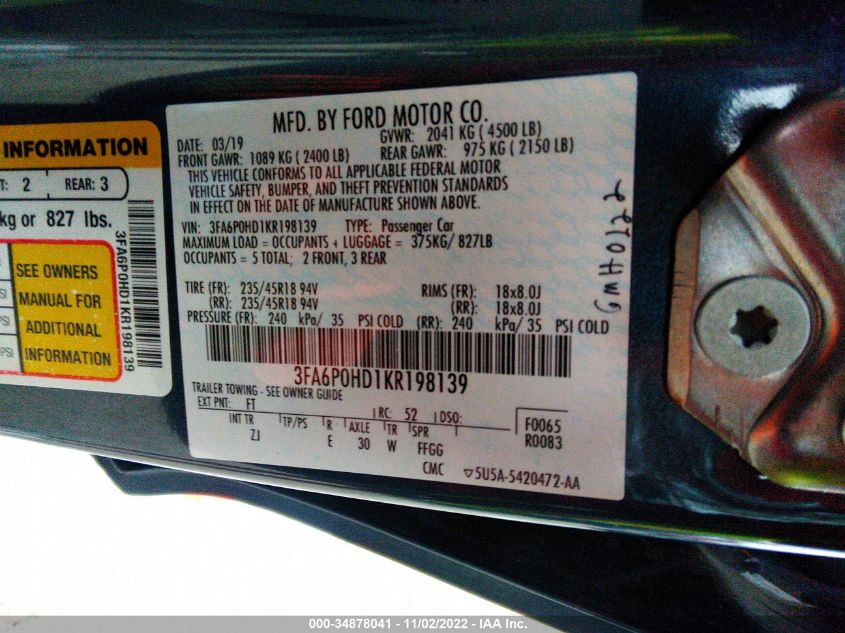 MFD. BY FORD MOTOR CO.
DATE: 03/19 GVWR: 2041 KG ( 4500 LB)
FRONT GAWR: 1089 KG ( 2400 LB) REAR GAWR: 975 KG ( 2150 LB)
THIS VEHICLE CONFORMS TO ALL APPLICABLE FEDERAL MOTOR
VEHICLE SAFETY, BUMPER, AND THEFT PREVENTION STANDARDS
IN EFFECT ON THE DATE OF MANUFACTURE SHOWN ABOVE.
VIN: 3FA6P0HD1KR198139 TYPE: Passenger Car
MAXIMUM LOAD = OCCUPANTS + LUGGAGE = 375KG/ 827LB
OCCUPANTS = 5 TOTAL; 2 FRONT, 3 REAR
TIRE (FR): 235/45R18 94V RIMS (FR): 18x8.0J
(RR): 235/45R18 94V (RR): 18x8.0J
PRESSURE (FR): 240 kPa/ 35 PSI COLD (RR): 240 kPa/ 35 PSI COLD
3FA6P0HD1KR198139
TRAILER TOWING - SEE OWNER GUIDE
EXT PNT: FT RC: 52 DSO: F0065
INT TR TP/PS R AXLE TR SPR R0083
ZJ E 30 W FFGG
CMC ▽5U5A-5420472-AA
GWH0122
INFORMATION
T: 2 REAR: 3
kg or 827 lbs.
SEE OWNERS
MANUAL FOR
ADDITIONAL
INFORMATION
PSI
PSI
PSI
3FA6P0HD1KR198139
000-34878041 - 11/02/2022 - IAA Inc.